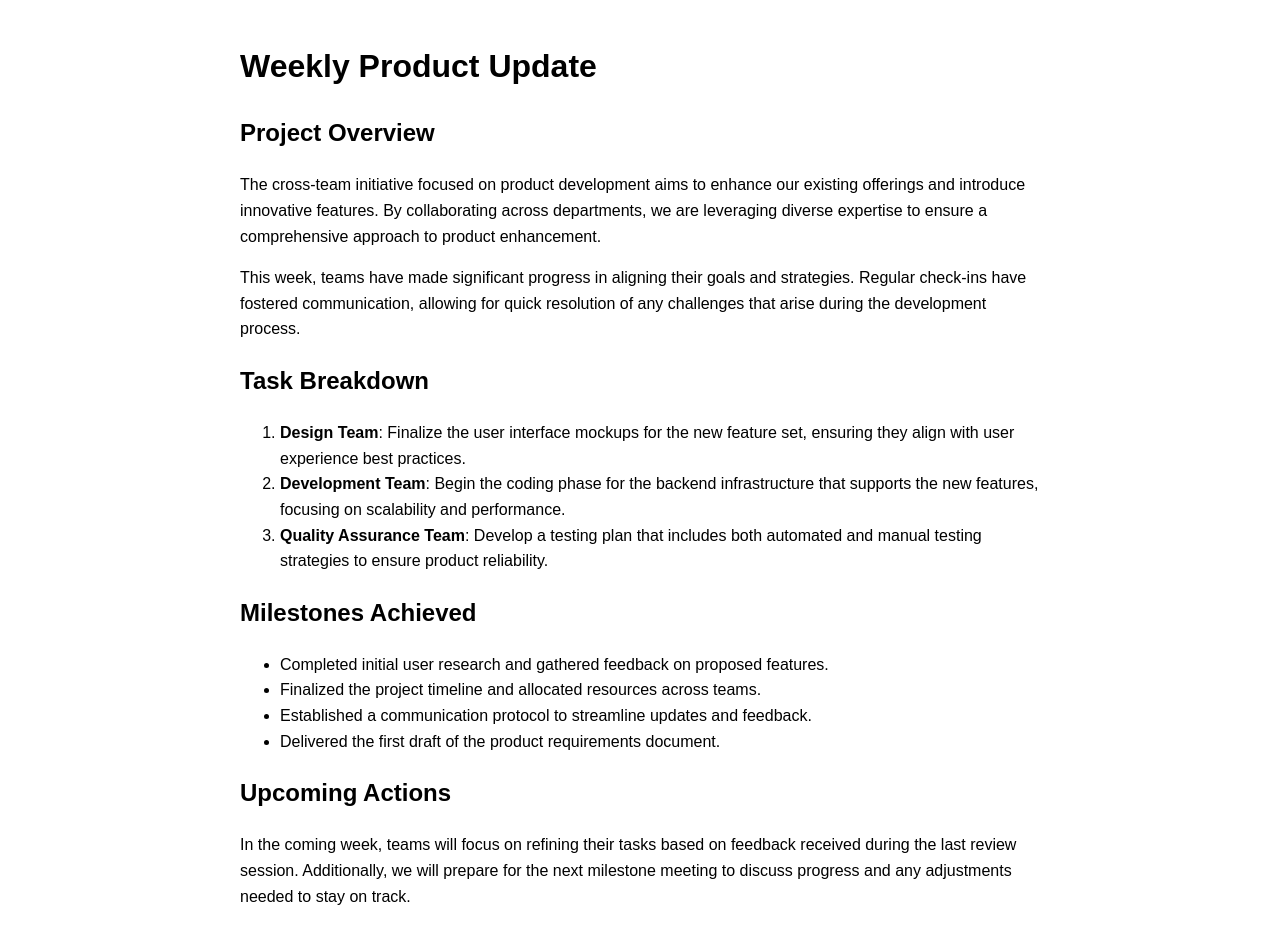 Weekly Product Update
Project Overview
The cross-team initiative focused on product development aims to enhance our existing offerings and introduce
innovative features. By collaborating across departments, we are leveraging diverse expertise to ensure a
comprehensive approach to product enhancement.
This week, teams have made significant progress in aligning their goals and strategies. Regular check-ins have
fostered communication, allowing for quick resolution of any challenges that arise during the development
process.
Task Breakdown
1. Design Team: Finalize the user interface mockups for the new feature set, ensuring they align with user
experience best practices.
2. Development Team: Begin the coding phase for the backend infrastructure that supports the new features,
focusing on scalability and performance.
3. Quality Assurance Team: Develop a testing plan that includes both automated and manual testing
strategies to ensure product reliability.
Milestones Achieved
• Completed initial user research and gathered feedback on proposed features.
• Finalized the project timeline and allocated resources across teams.
• Established a communication protocol to streamline updates and feedback.
• Delivered the first draft of the product requirements document.
Upcoming Actions
In the coming week, teams will focus on refining their tasks based on feedback received during the last review
session. Additionally, we will prepare for the next milestone meeting to discuss progress and any adjustments
needed to stay on track.